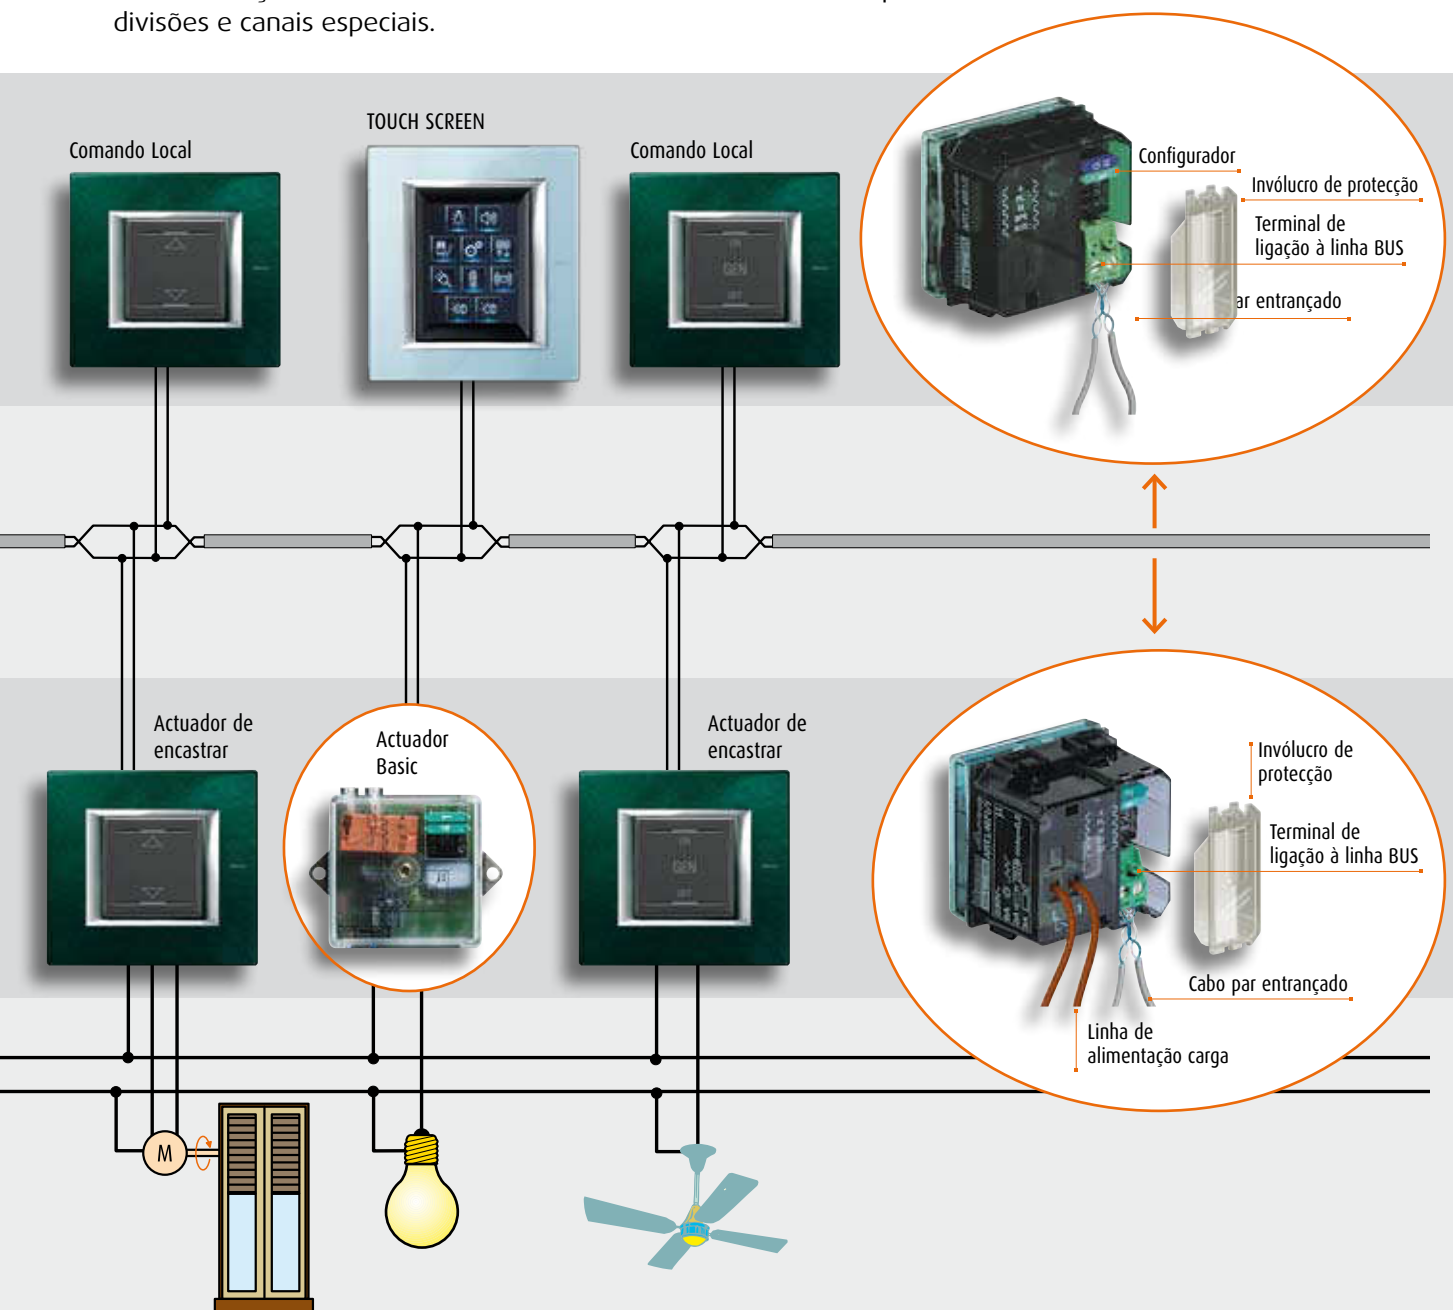 divisões e canais especiais.
TOUCH SCREEN
Comando Local
Comando Local
Configurador
Invólucro de protecção
Terminal de
ligação à linha BUS
ar entrançado
Actuador de
encastrar
Actuador
Basic
Actuador de
encastrar
Invólucro de
protecção
Terminal de
ligação à linha BUS
Cabo par entrançado
Linha de
alimentação carga
GEN
GEN
M